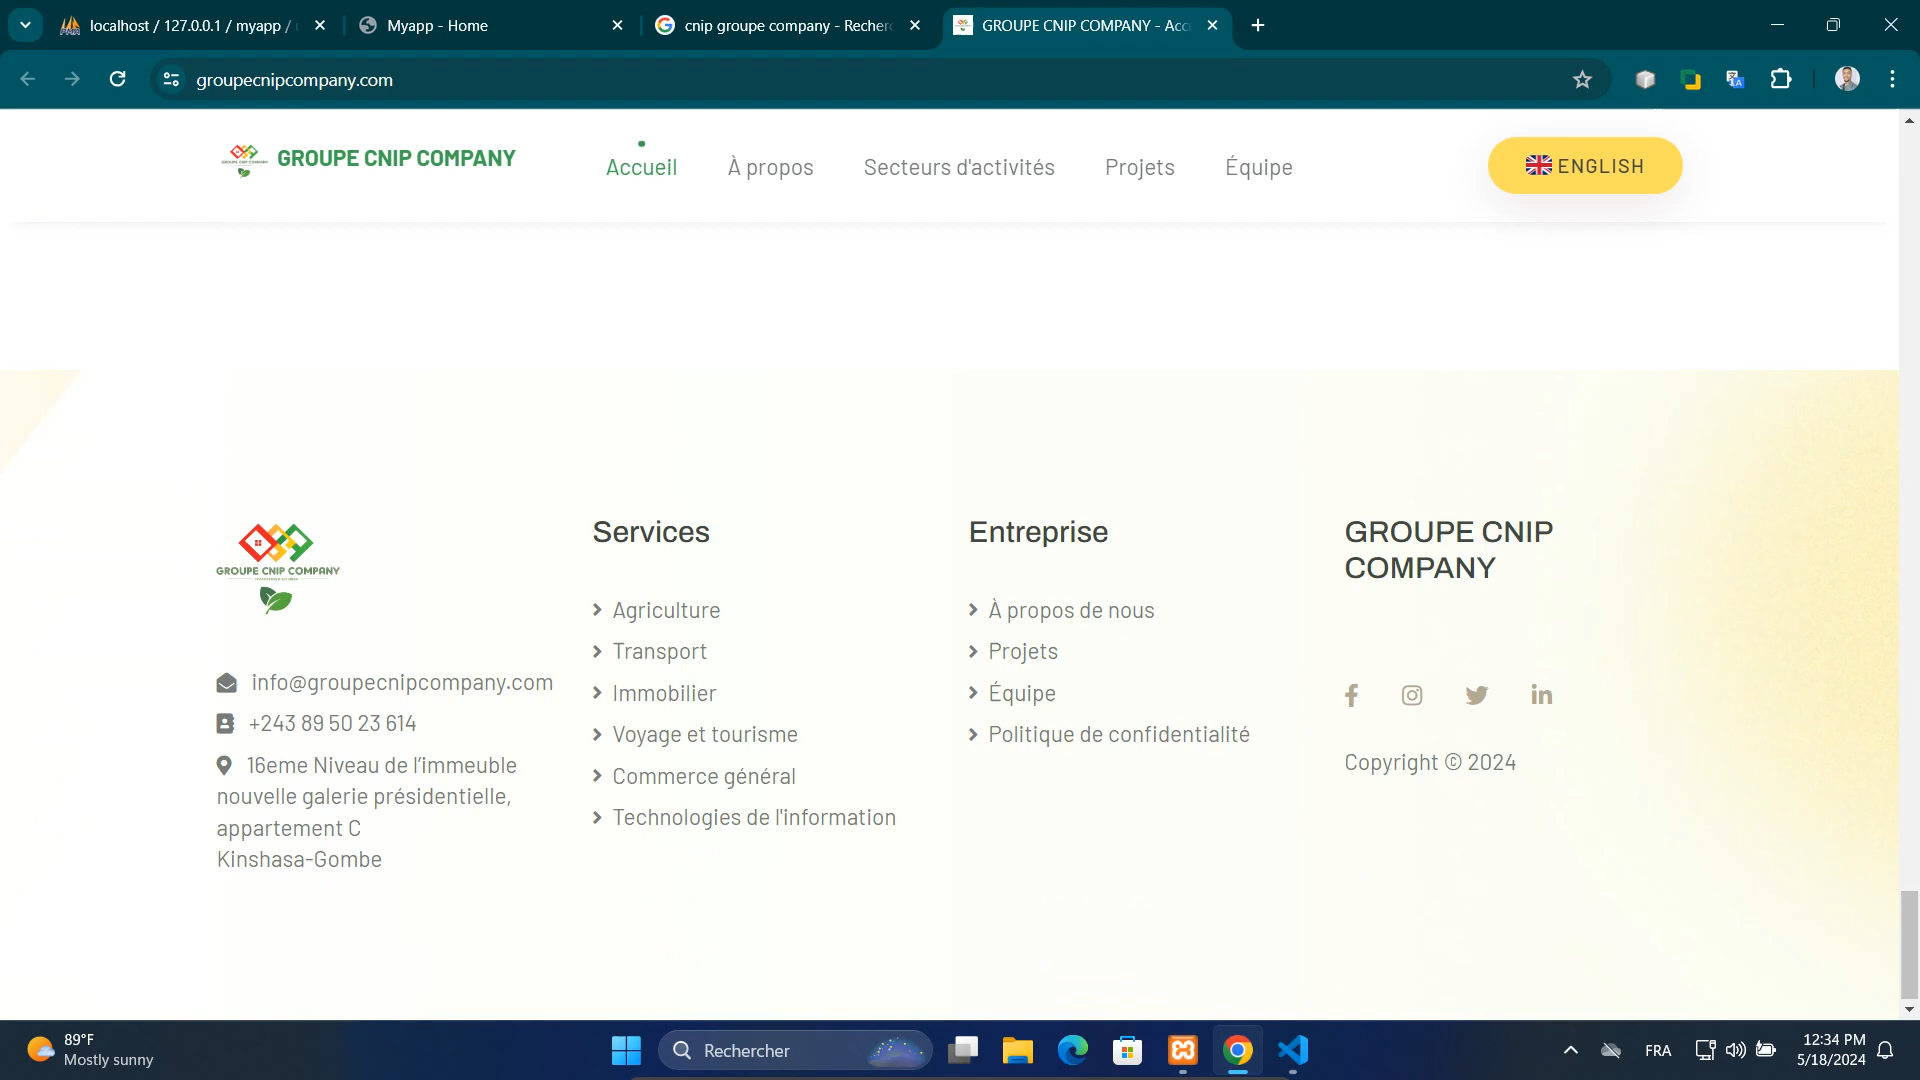 localhost / 127.0.0.1 / myapp /
Myapp - Home
cnip groupe company - Recher
GROUPE CNIP COMPANY - Acc
groupecnipcompany.com
GROUPE CNIP COMPANY
Accueil
À propos
Secteurs d'activités
Projets
Équipe
ENGLISH
GROUPE CNIP COMPANY
info@groupecnipcompany.com
+243 89 50 23 614
16eme Niveau de l’immeuble
nouvelle galerie présidentielle,
appartement C
Kinshasa-Gombe
Services
Agriculture
Transport
Immobilier
Voyage et tourisme
Commerce général
Technologies de l'information
Entreprise
À propos de nous
Projets
Équipe
Politique de confidentialité
GROUPE CNIP
COMPANY
Copyright © 2024
89°F
Mostly sunny
Rechercher
FRA
12:34 PM
5/18/2024